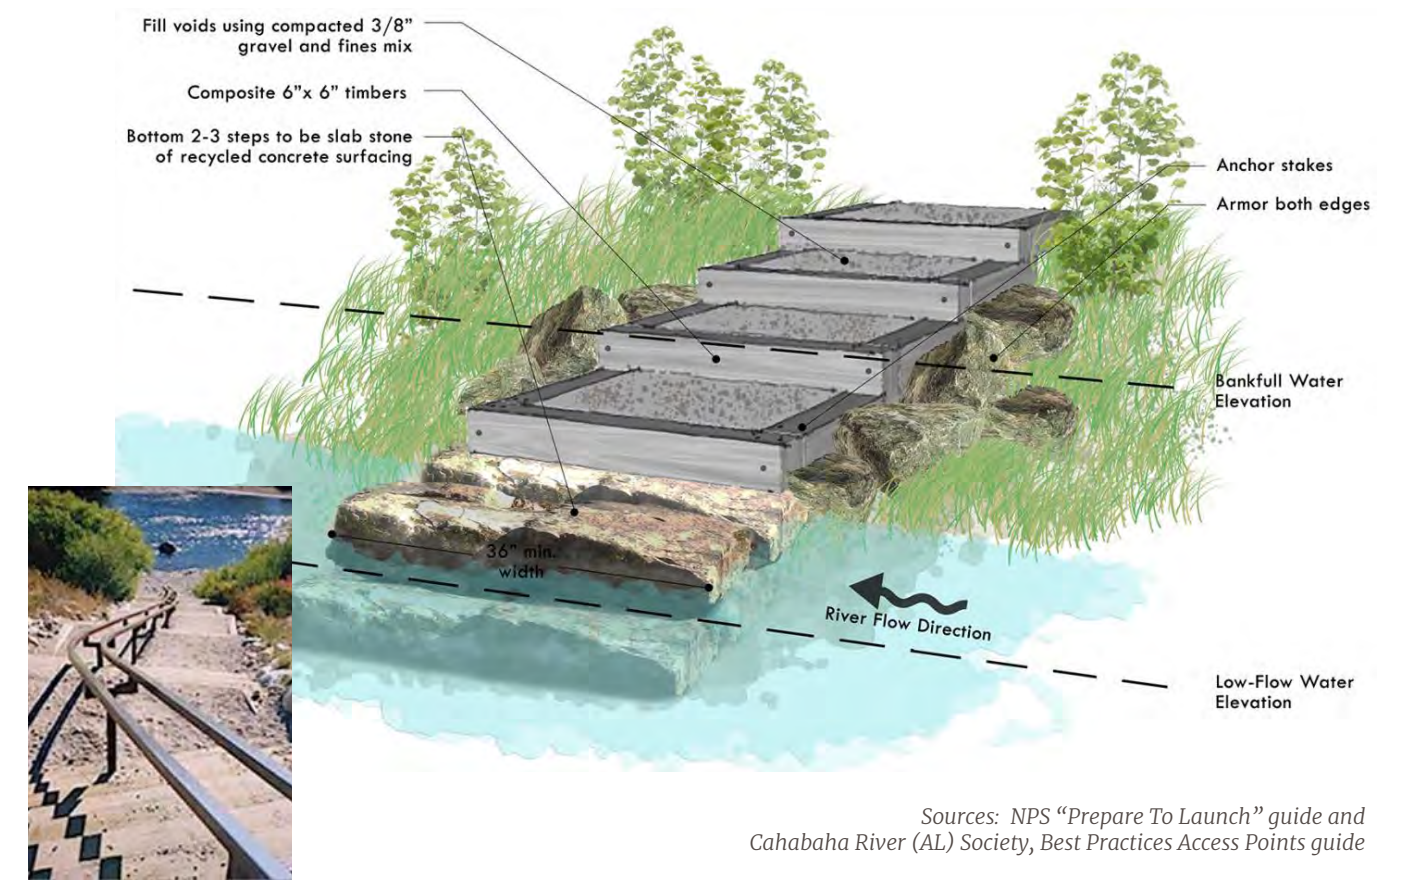 Fill voids using compacted 3/8”
gravel and fines mix
Composite 6”x 6” timbers
Bottom 2-3 steps to be slab stone
of recycled concrete surfacing
Anchor stakes
Armor both edges
Bankfull Water
Elevation
36” min.
width
River Flow Direction
Low-Flow Water
Elevation
Sources:  NPS “Prepare To Launch” guide and
Cahabaha River (AL) Society, Best Practices Access Points guide